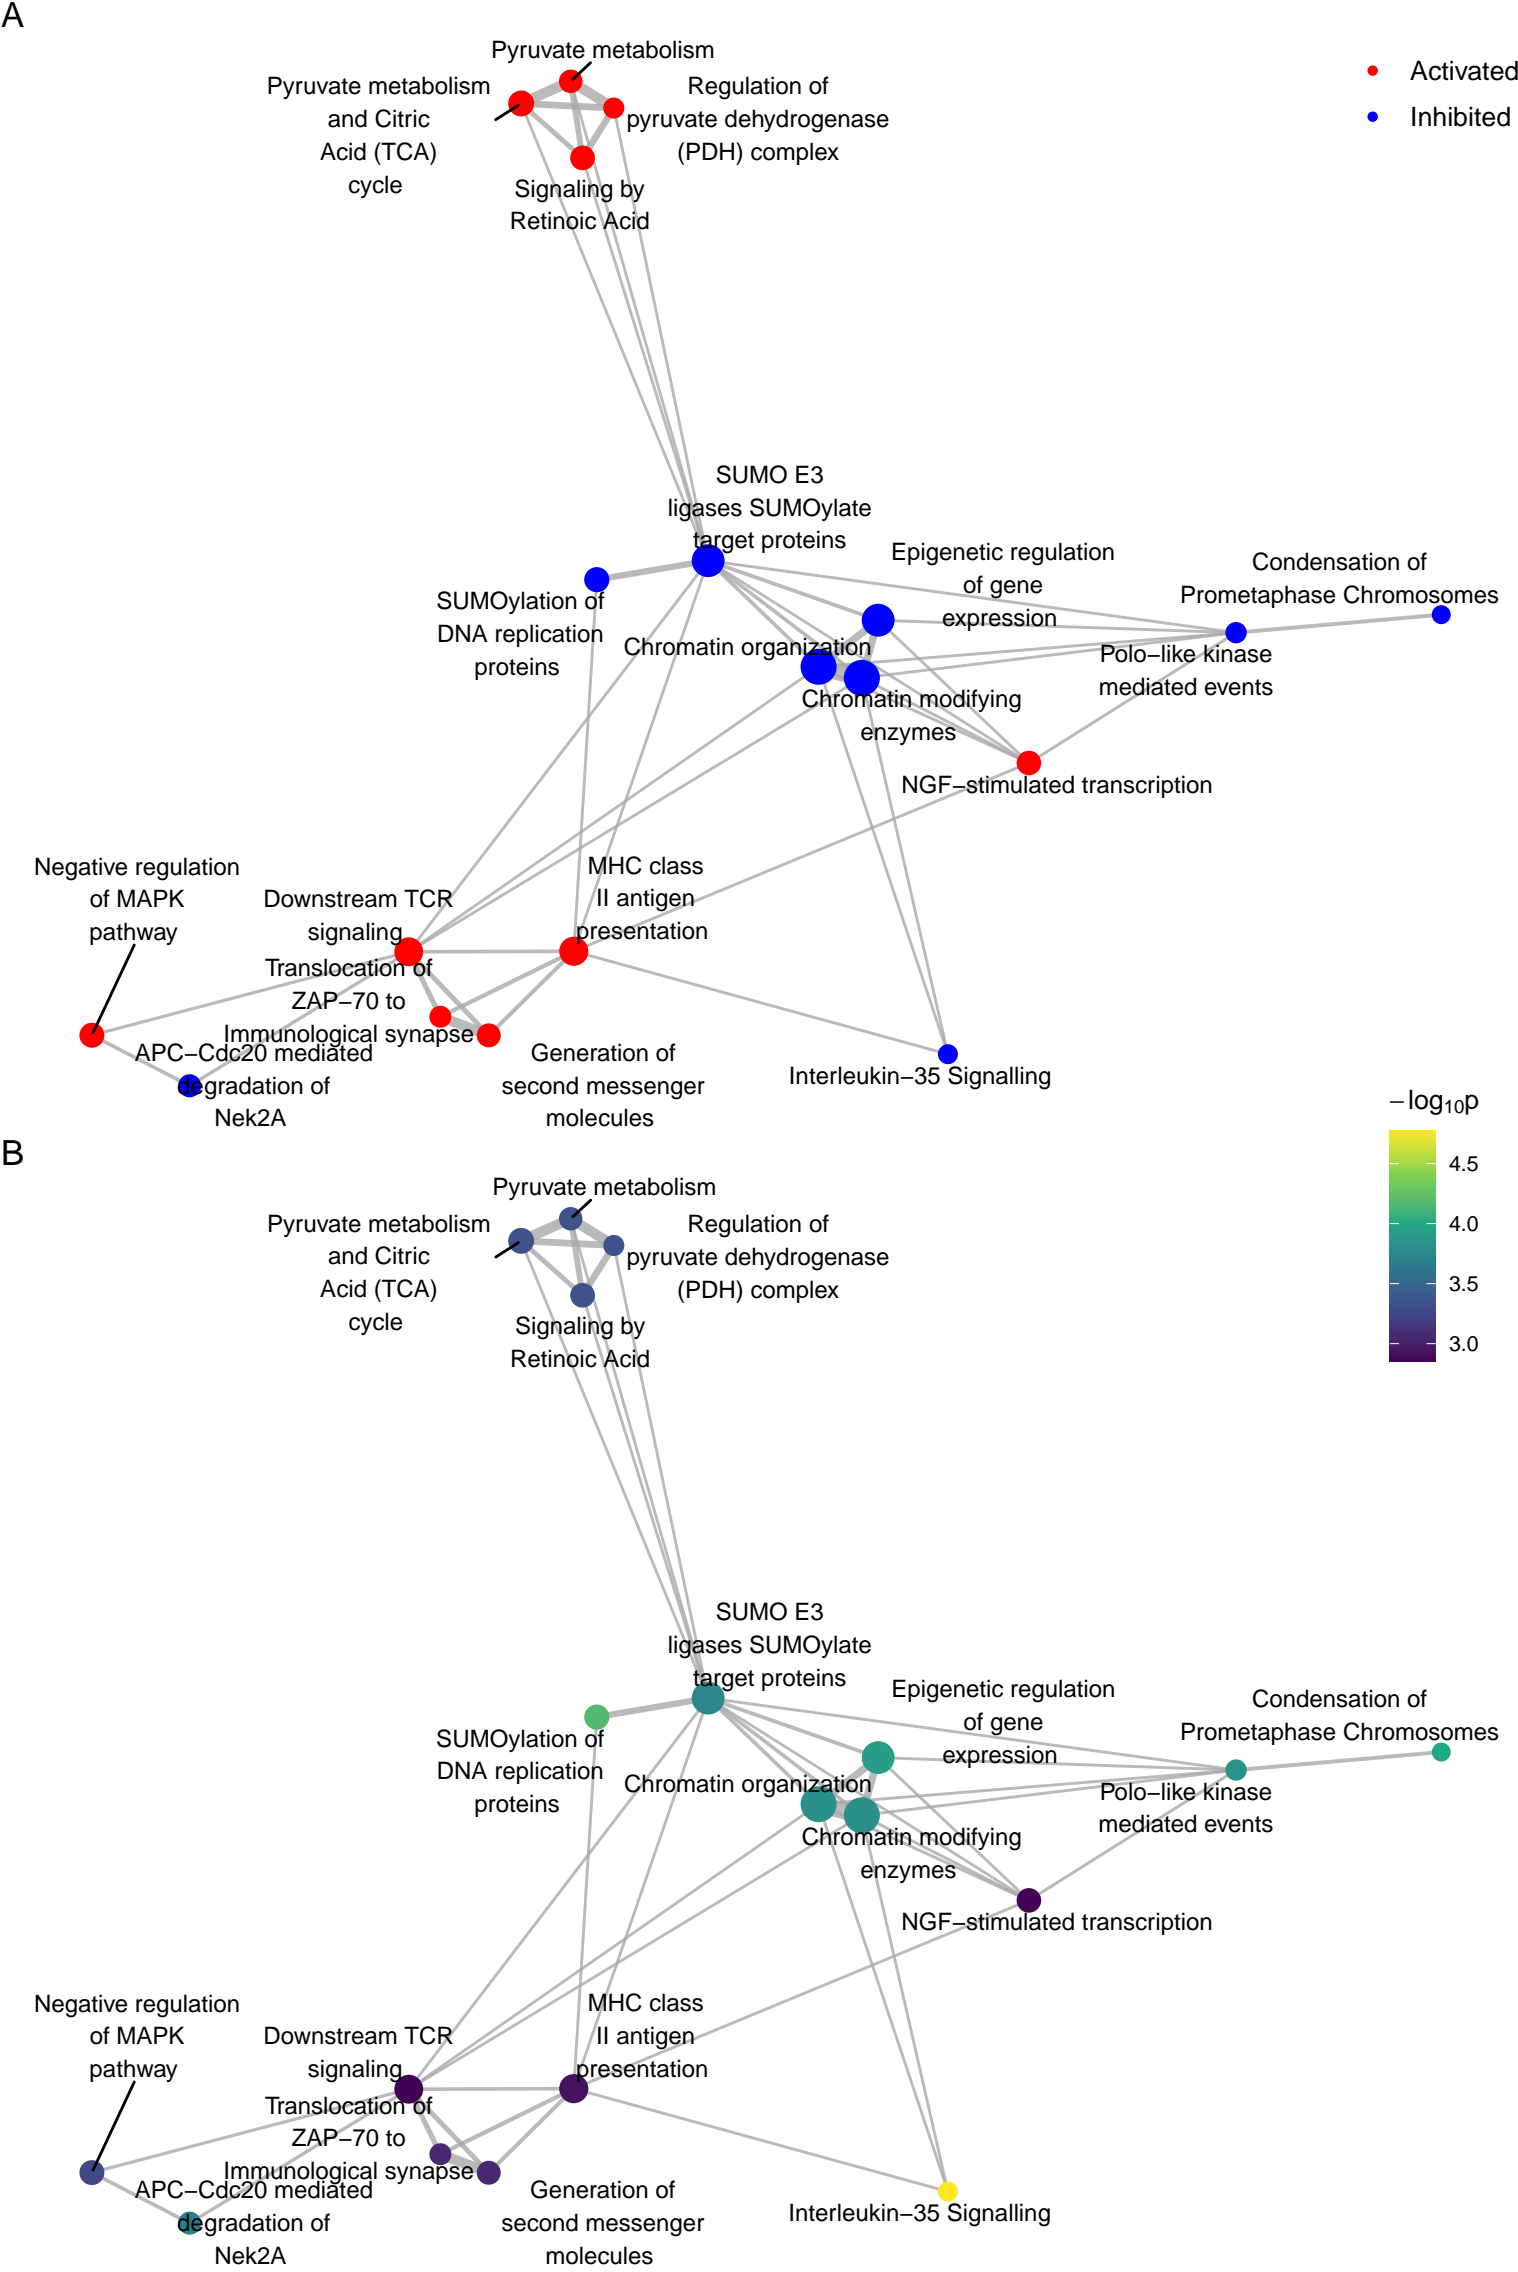 A
Pyruvate metabolism
Pyruvate metabolism
and Citric
Acid (TCA)
cycle
Regulation of
pyruvate dehydrogenase
(PDH) complex
Signaling by
Retinoic Acid
Activated
Inhibited
SUMO E3
ligases SUMOylate
target proteins
SUMOylation of
DNA replication
proteins
Epigenetic regulation
of gene
expression
Condensation of
Prometaphase Chromosomes
Chromatin organization
Polo−like kinase
mediated events
Chromatin modifying
enzymes
NGF−stimulated transcription
Negative regulation
of MAPK
pathway
Downstream TCR
signaling
MHC class
II antigen
presentation
Translocation of
ZAP−70 to
Immunological synapse
APC−Cdc20 mediated
degradation of
Nek2A
Generation of
second messenger
molecules
Interleukin−35 Signalling
−log10p
4.5
4.0
3.5
3.0
B
Pyruvate metabolism
Pyruvate metabolism
and Citric
Acid (TCA)
cycle
Regulation of
pyruvate dehydrogenase
(PDH) complex
Signaling by
Retinoic Acid
SUMO E3
ligases SUMOylate
target proteins
SUMOylation of
DNA replication
proteins
Epigenetic regulation
of gene
expression
Condensation of
Prometaphase Chromosomes
Chromatin organization
Polo−like kinase
mediated events
Chromatin modifying
enzymes
NGF−stimulated transcription
Negative regulation
of MAPK
pathway
Downstream TCR
signaling
MHC class
II antigen
presentation
Translocation of
ZAP−70 to
Immunological synapse
APC−Cdc20 mediated
degradation of
Nek2A
Generation of
second messenger
molecules
Interleukin−35 Signalling